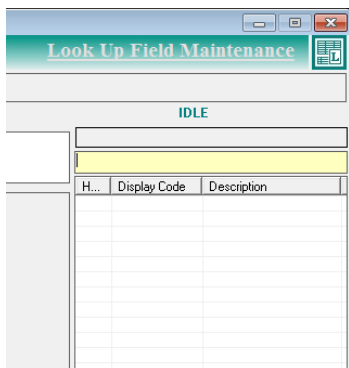 Look Up Field Maintenance
L
IDLE
H... Display Code Description